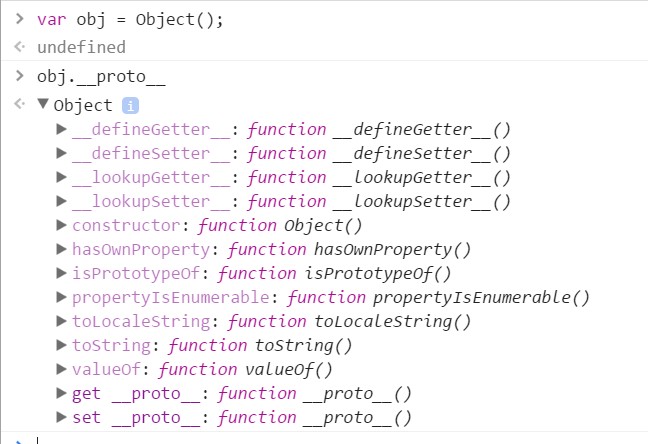 var obj = Object();
undefined
obj.__proto__
Object i
__defineGetter__: function __defineGetter__()
__defineSetter__: function __defineSetter__()
__lookupGetter__: function __lookupGetter__()
__lookupSetter__: function __lookupSetter__()
constructor: function Object()
hasOwnProperty: function hasOwnProperty()
isPrototypeOf: function isPrototypeOf()
propertyIsEnumerable: function propertyIsEnumerable()
toLocaleString: function toLocaleString()
toString: function toString()
valueOf: function valueOf()
get __proto__: function __proto__()
set __proto__: function __proto__()